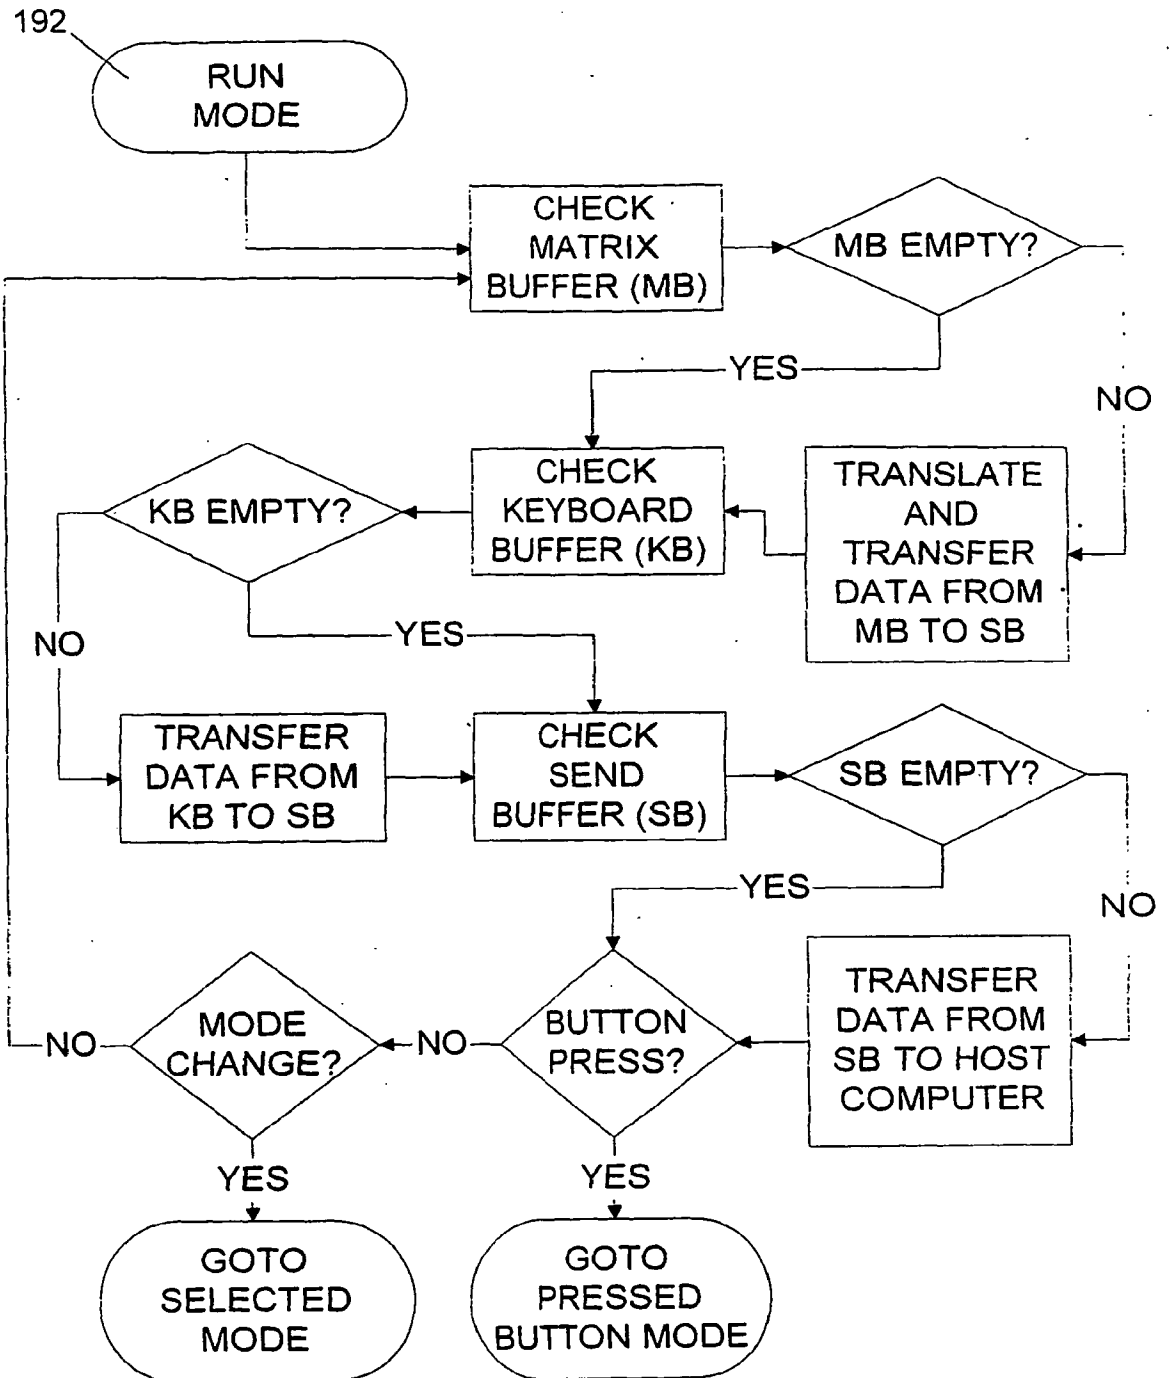 192
RUN
MODE
CHECK
MATRIX
BUFFER (MB)
MB EMPTY?
YES
NO
KB EMPTY?
CHECK
KEYBOARD
BUFFER (KB)
TRANSLATE
AND
TRANSFER
DATA FROM
MB TO SB
NO
YES
TRANSFER
DATA FROM
KB TO SB
CHECK
SEND
BUFFER (SB)
SB EMPTY?
YES
NO
NO
MODE
CHANGE?
NO
BUTTON
PRESS?
TRANSFER
DATA FROM
SB TO HOST
COMPUTER
YES
YES
GOTO
SELECTED
MODE
GOTO
PRESSED
BUTTON MODE